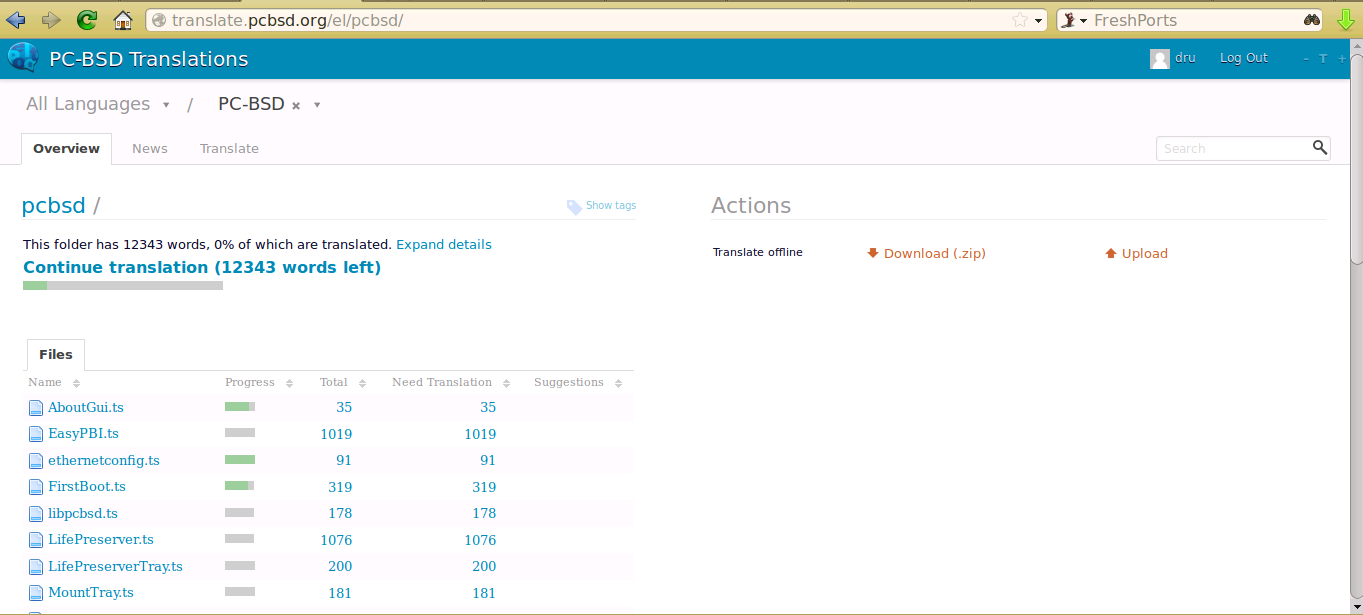 translate.pcbsd.org/el/pcbsd/ FreshPorts
PC-BSD Translations dru Log Out - T +
All Languages / PC-BSD ×
Overview News Translate Search
pcbsd / Show tags Actions
This folder has 12343 words, 0% of which are translated. Expand details
Translate offline Download (.zip) Upload
Continue translation (12343 words left)
Files
Name Progress Total Need Translation Suggestions
AboutGui.ts 35 35
EasyPBI.ts 1019 1019
ethernetconfig.ts 91 91
FirstBoot.ts 319 319
libpcbsd.ts 178 178
LifePreserver.ts 1076 1076
LifePreserverTray.ts 200 200
MountTray.ts 181 181